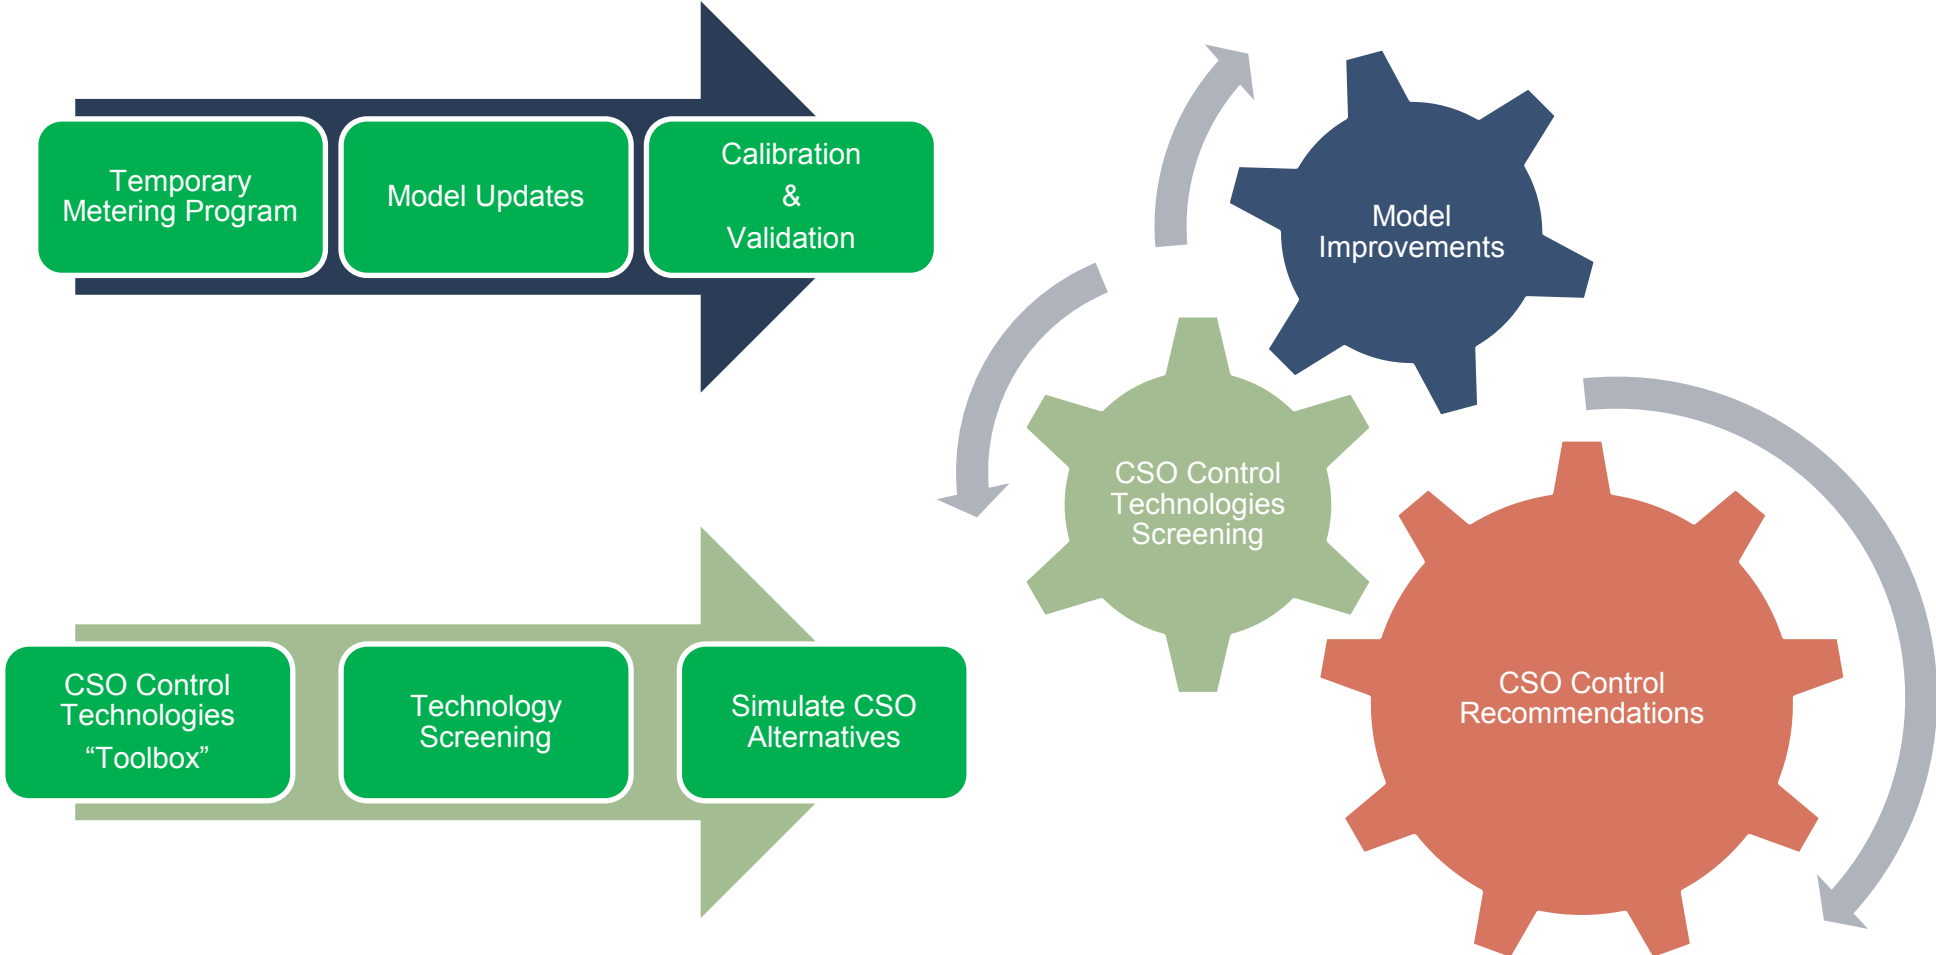 Temporary
Metering Program
Model Updates
Calibration
&
Validation
Model
Improvements
CSO Control
Technologies
Screening
CSO Control
Technologies
“Toolbox”
Technology
Screening
Simulate CSO
Alternatives
CSO Control
Recommendations